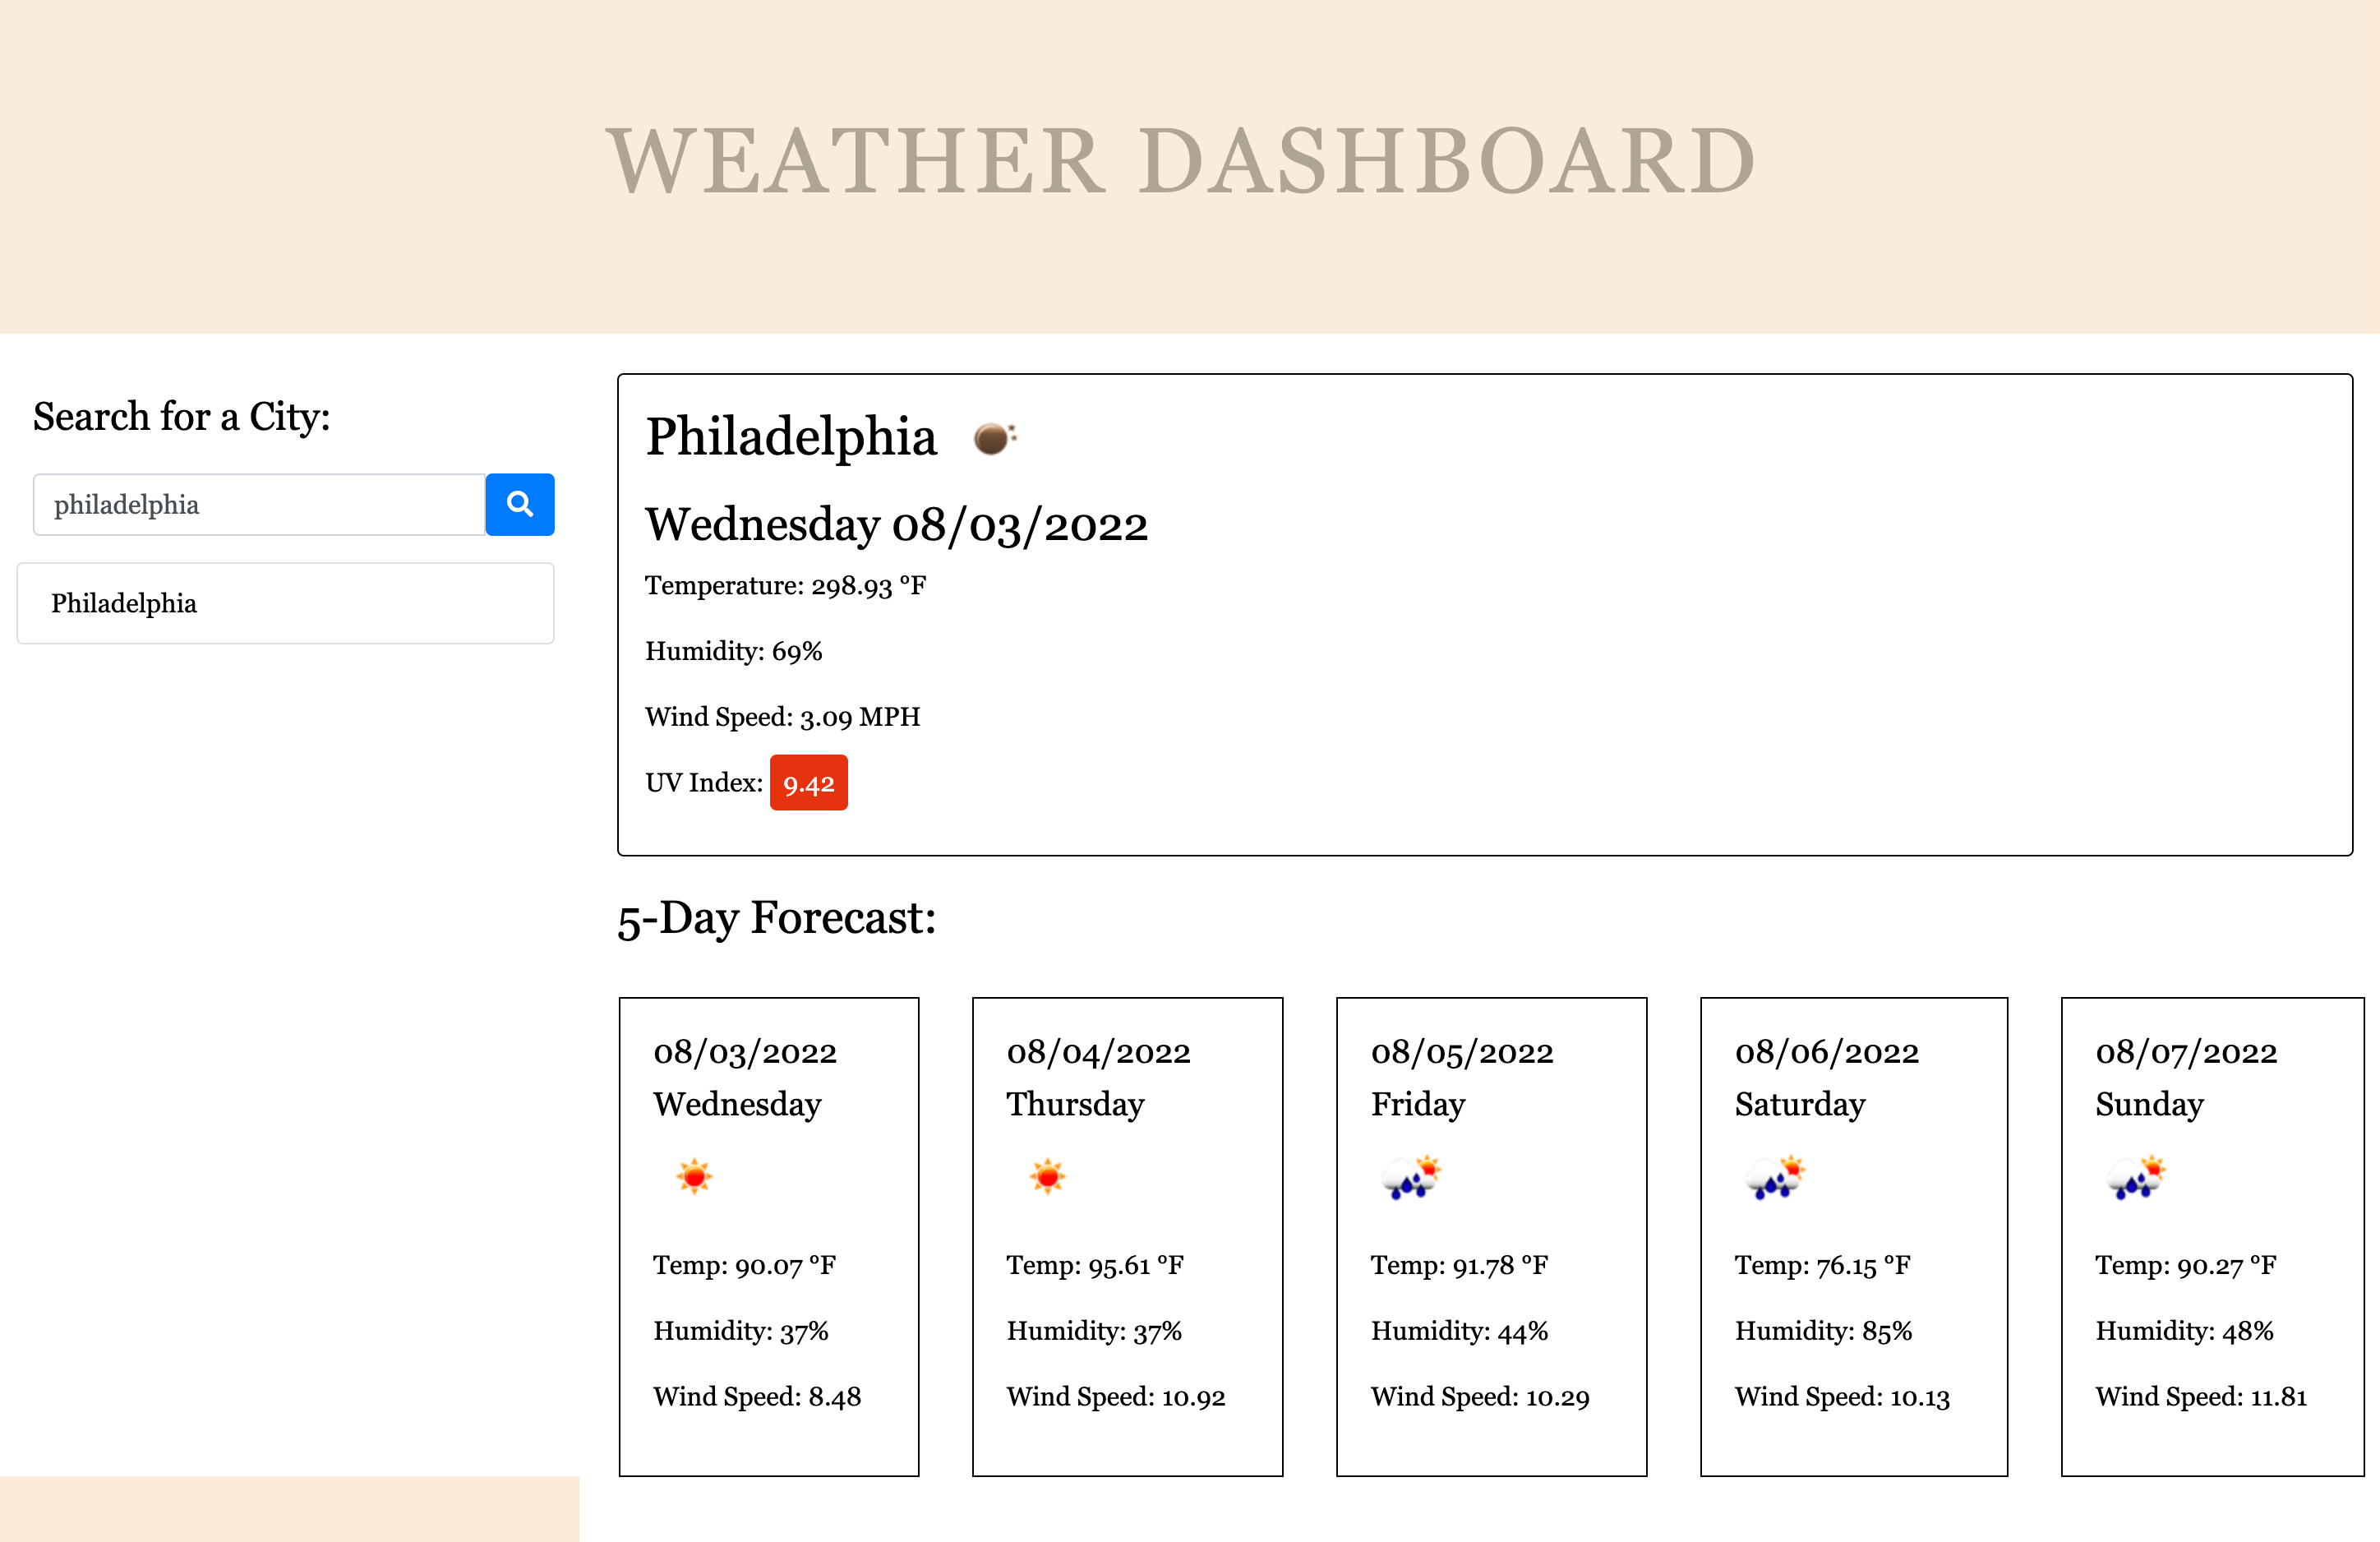 WEATHER DASHBOARD
Search for a City:
philadelphia
Philadelphia
Philadelphia
Wednesday 08/03/2022
Temperature: 298.93 °F
Humidity: 69%
Wind Speed: 3.09 MPH
UV Index: 9.42
5-Day Forecast:
08/03/2022
Wednesday
Temp: 90.07 °F
Humidity: 37%
Wind Speed: 8.48
08/04/2022
Thursday
Temp: 95.61 °F
Humidity: 37%
Wind Speed: 10.92
08/05/2022
Friday
Temp: 91.78 °F
Humidity: 44%
Wind Speed: 10.29
08/06/2022
Saturday
Temp: 76.15 °F
Humidity: 85%
Wind Speed: 10.13
08/07/2022
Sunday
Temp: 90.27 °F
Humidity: 48%
Wind Speed: 11.81